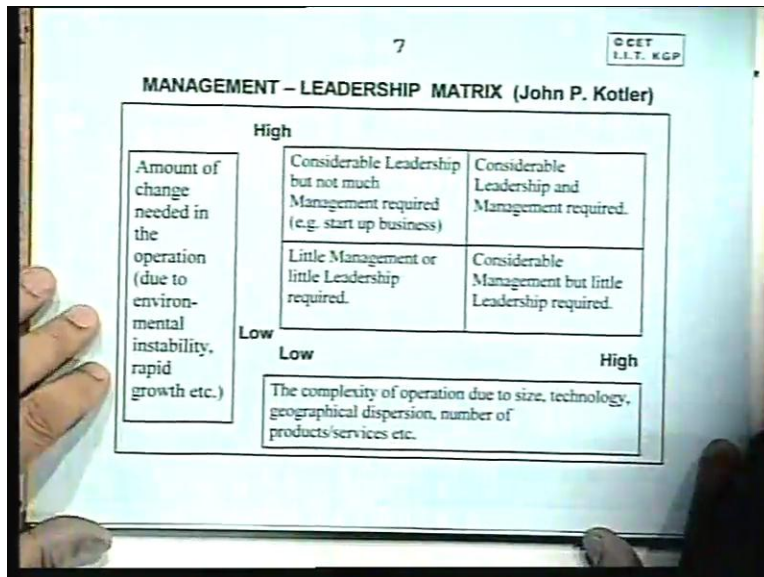 7
©CET
I.I.T. KGP
MANAGEMENT – LEADERSHIP MATRIX (John P. Kotler)
High
Amount of
change
needed in
the
operation
(due to
environ-
mental
instability,
rapid
growth etc.)
Considerable Leadership
but not much
Management required
(e.g. start up business)
Considerable
Leadership and
Management required.
Little Management or
little Leadership
required.
Considerable
Management but little
Leadership required.
Low
Low
High
The complexity of operation due to size, technology,
geographical dispersion, number of
products/services etc.